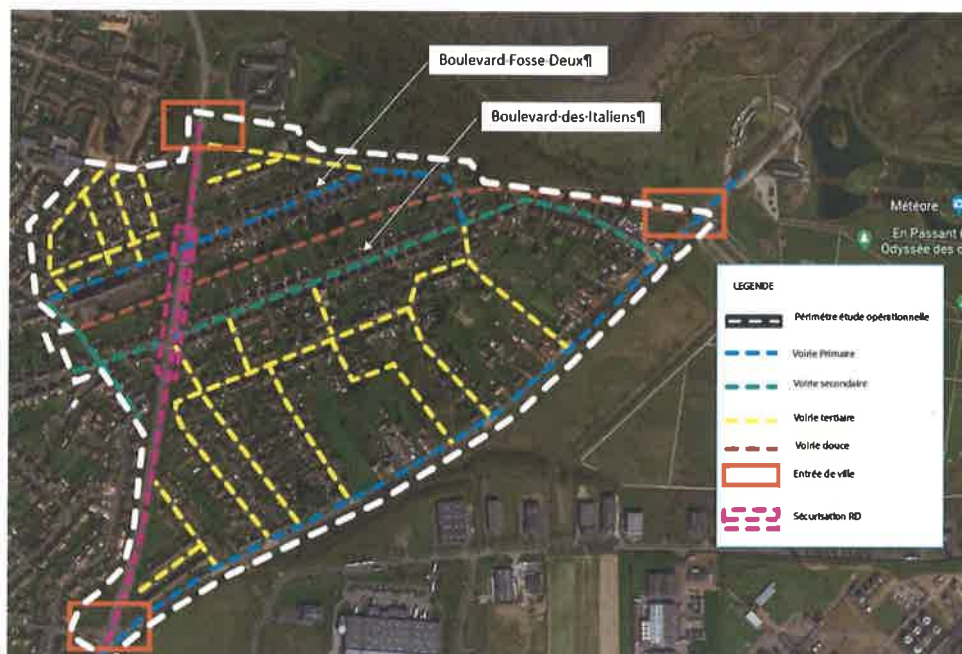 Boulevard·Fosse·Deux¶
Boulevard·des·Italiens¶
Météore
En Passant
Odyssée des
LEGENDE
Périmètre étude opérationnelle
Voirie Primaire
Voirie secondaire
Voirie tertiaire
Voirie douce
Entrée de ville
Sécurisation RD